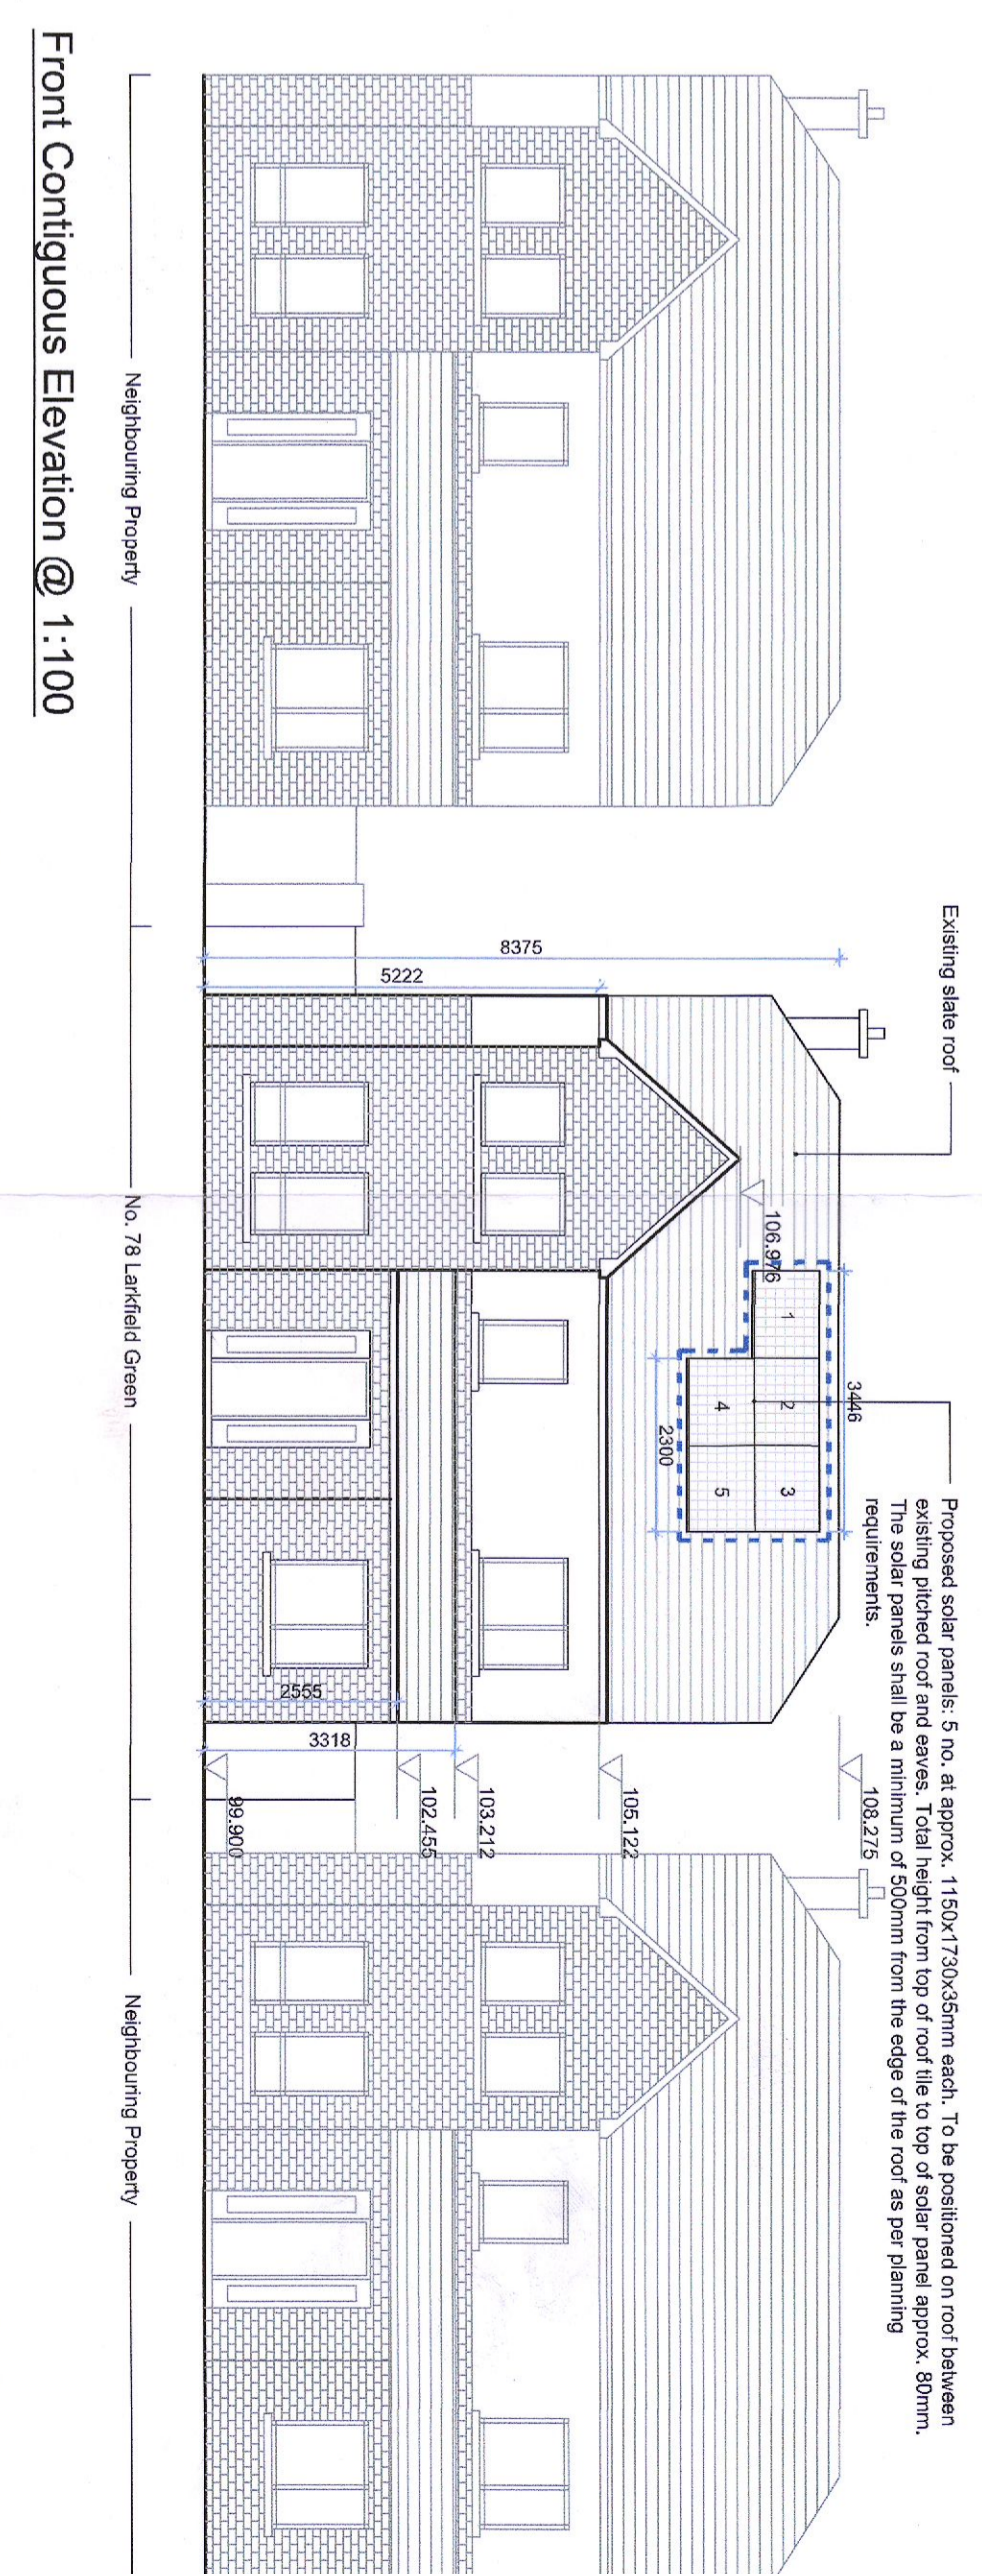 Existing slate roof
Proposed solar panels: 5 no. at approx. 1150x1730x35mm each. To be positioned on roof between
existing pitched roof and eaves. Total height from top of roof tile to top of solar panel approx. 80mm.
The solar panels shall be a minimum of 500mm from the edge of the roof as per planning
requirements.
3446
108.275
106.976
1
2
3
4
5
2300
8375
5222
105.122
103.212
102.455
99.900
2555
3318
Neighbouring Property
No. 78 Larkfield Green
Neighbouring Property
Front Contiguous Elevation @ 1:100